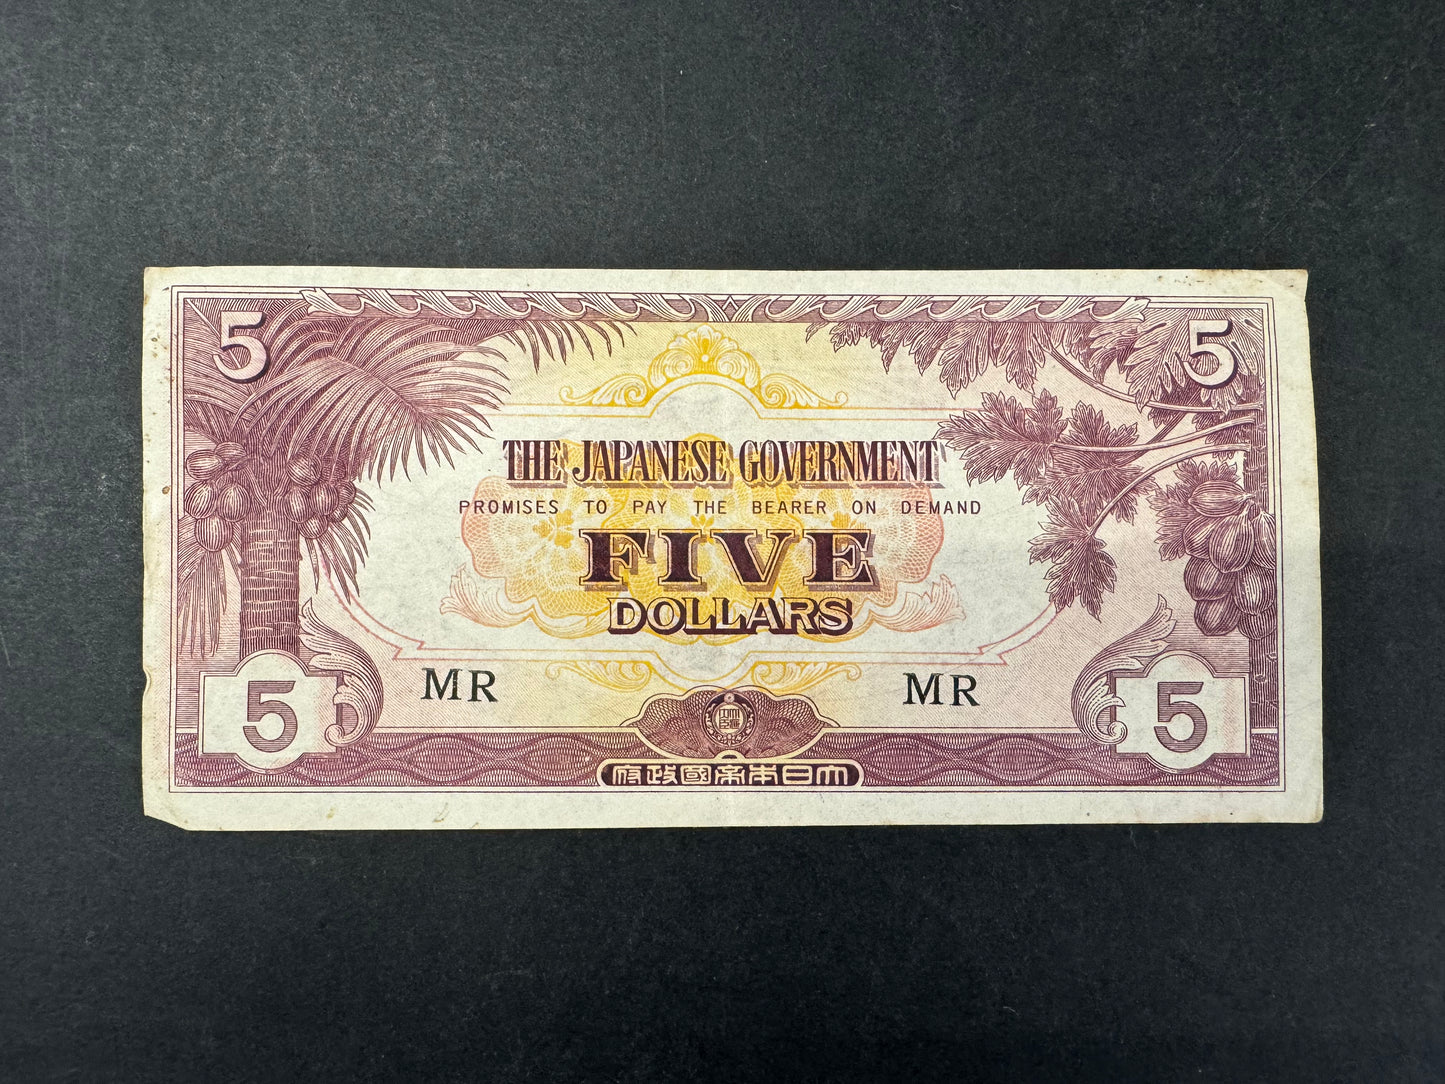 5 5
THE JAPANESE GOVERNMENT
PROMISES TO PAY THE BEARER ON DEMAND
FIVE
DOLLARS
MR MR
5 5
府政國帝本日大